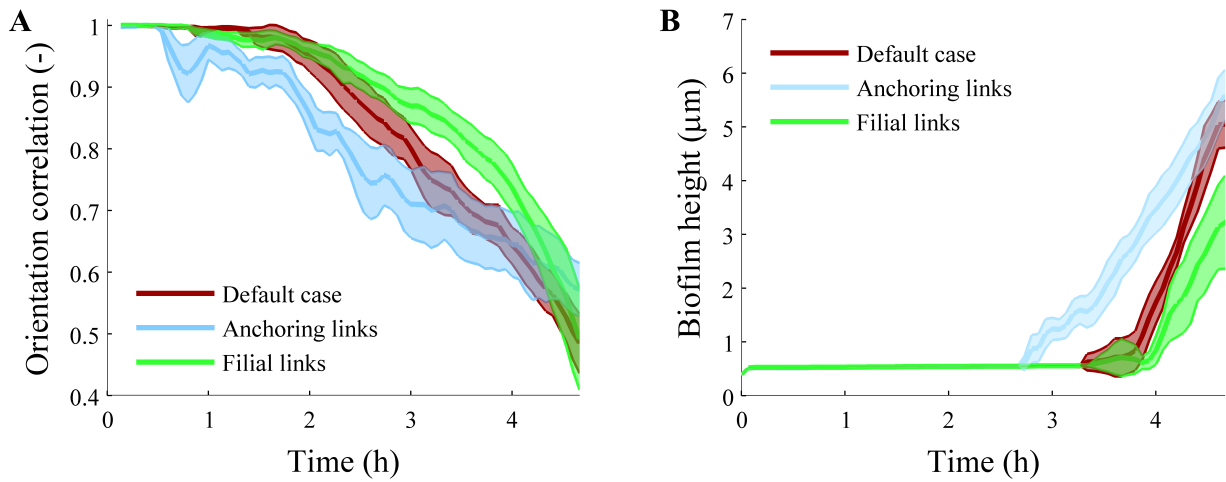 A
Orientation correlation (-)
1
0.9
0.8
0.7
0.6
0.5
0.4
Default case
Anchoring links
Filial links
0
1
2
3
4
Time (h)
B
Biofilm height (μm)
7
6
5
4
3
2
1
0
Default case
Anchoring links
Filial links
0
1
2
3
4
Time (h)